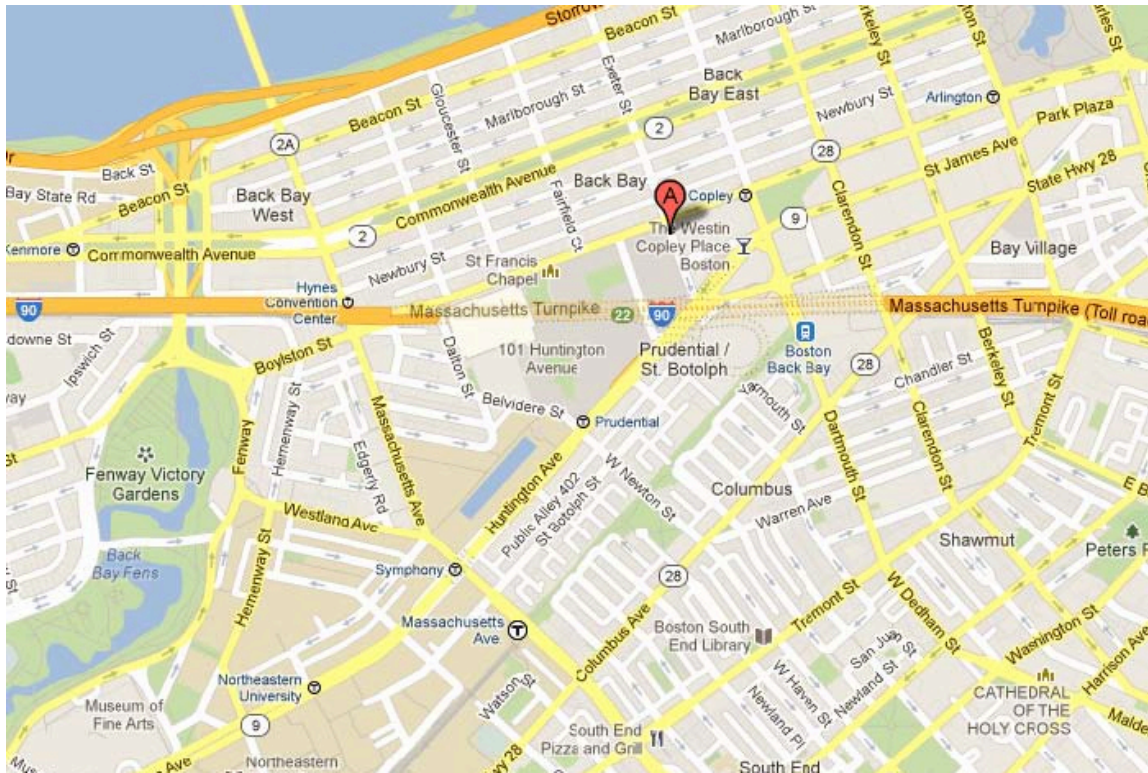 Storrow
Beacon St
Marlborough St
Berkeley St
Charles St
Back
Bay East
Gloucester St
Exeter St
Newbury St
Arlington
Park Plaza
Beacon St
Marlborough St
2
2A
28
St James Ave
State Hwy 28
Back St
Bay State Rd
Beacon St
Back Bay
West
Commonwealth Avenue
Back Bay
A
Copley
Fairfield Ct
Clarendon St
9
2
The Westin
Copley Place
Boston
Bay Village
Kenmore
Commonwealth Avenue
Newbury St
St Francis
Chapel
Hynes
Convention
Center
90
Massachusetts Turnpike
22
90
Massachusetts Turnpike (Toll roa
Ipswich St
Boylston St
Dalton St
101 Huntington
Avenue
Prudential /
St. Botolph
Boston
Back Bay
28
Chandler St
Berkeley St
Belvidere St
Yarmouth St
Prudential
Tremont St
Dartmouth St
Clarendon St
Hemenway St
Massachusetts Ave
Edgerly Rd
Fenway
Fenway Victory
Gardens
W Newton St
Huntington Ave
Public Alley 402
St Botolph St
Columbus
Warren Ave
Westland Ave
Shawmut
Peters
Back
Bay Fens
Symphony
Hemenway St
28
Massachusetts
Ave.
Columbus Ave
Tremont St
W Dedham St
Washington St
Boston South
End Library
San Juan St
Newland St
Harrison Ave
Northeastern
University
W Haven St
Watson St
Museum of
Fine Arts
9
CATHEDRAL
OF THE
HOLY CROSS
Newland Pl
South End
Pizza and Grill
Northeastern
Hwy 28
South End